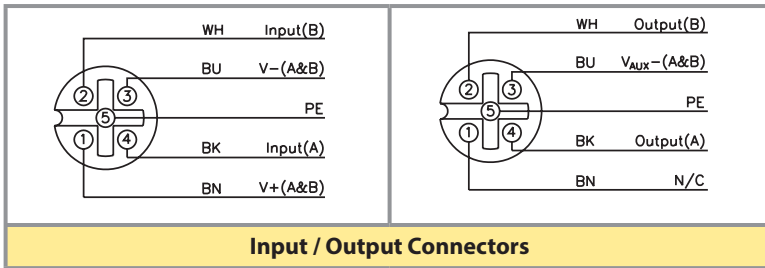 WH Input(B)
BU V-(A&B)
PE
BK Input(A)
BN V+(A&B)
2 3
5
1 4
WH Output(B)
BU VAUX-(A&B)
PE
BK Output(A)
BN N/C
2 3
5
1 4
Input / Output Connectors